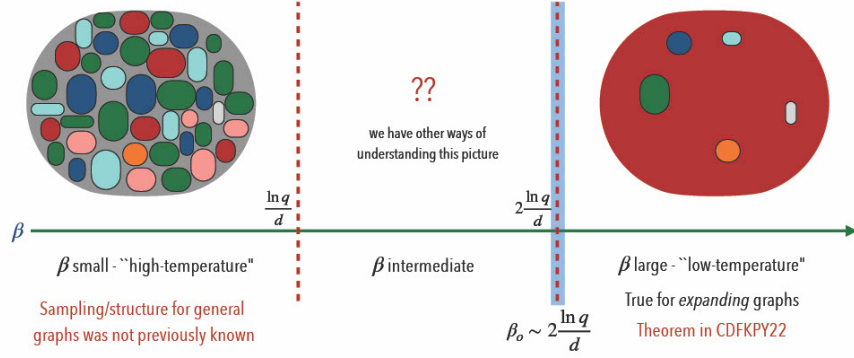 ??
we have other ways of
understanding this picture
ln q / d
2 ln q / d
β
β small - ``high-temperature"
β intermediate
β large - ``low-temperature"
Sampling/structure for general
graphs was not previously known
True for expanding graphs
β₀ ∼ 2 ln q / d
Theorem in CDFKPY22